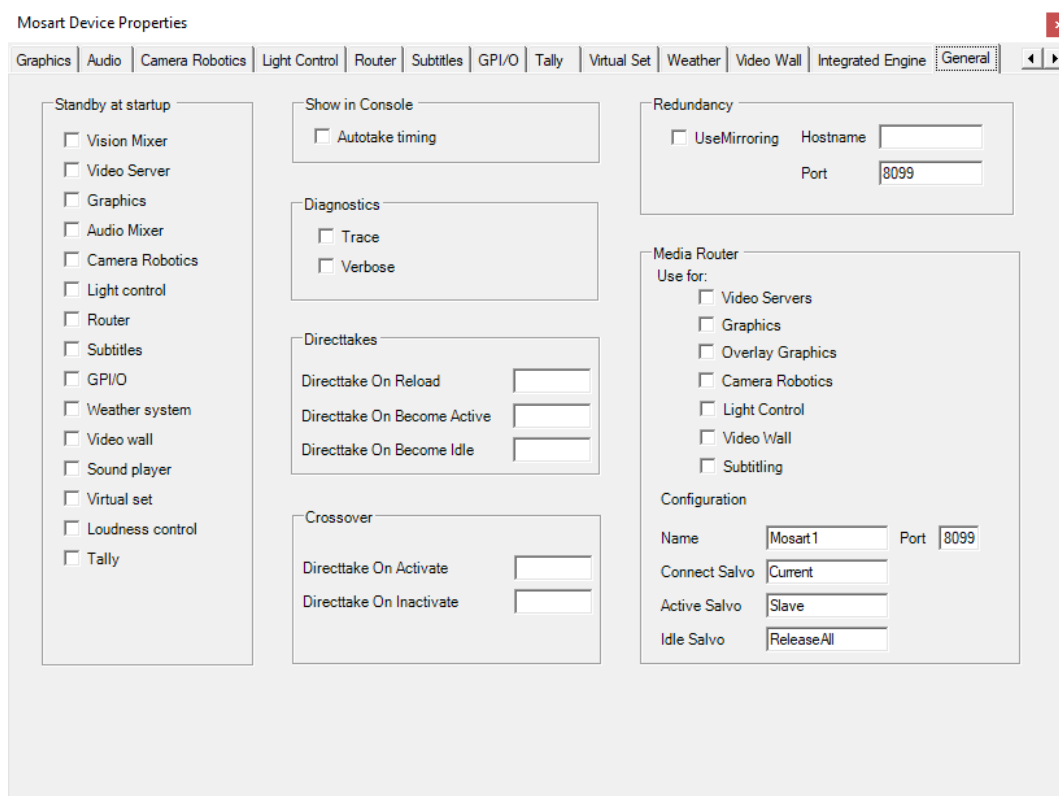 Mosart Device Properties
Graphics Audio Camera Robotics Light Control Router Subtitles GPI/O Tally Virtual Set Weather Video Wall Integrated Engine General
Standby at startup
Vision Mixer
Video Server
Graphics
Audio Mixer
Camera Robotics
Light control
Router
Subtitles
GPI/O
Weather system
Video wall
Sound player
Virtual set
Loudness control
Tally
Show in Console
Autotake timing
Diagnostics
Trace
Verbose
Directtakes
Directtake On Reload
Directtake On Become Active
Directtake On Become Idle
Crossover
Directtake On Activate
Directtake On Inactivate
Redundancy
UseMirroring Hostname
Port 8099
Media Router
Use for:
Video Servers
Graphics
Overlay Graphics
Camera Robotics
Light Control
Video Wall
Subtitling
Configuration
Name Mosart1 Port 8099
Connect Salvo Current
Active Salvo Slave
Idle Salvo ReleaseAll